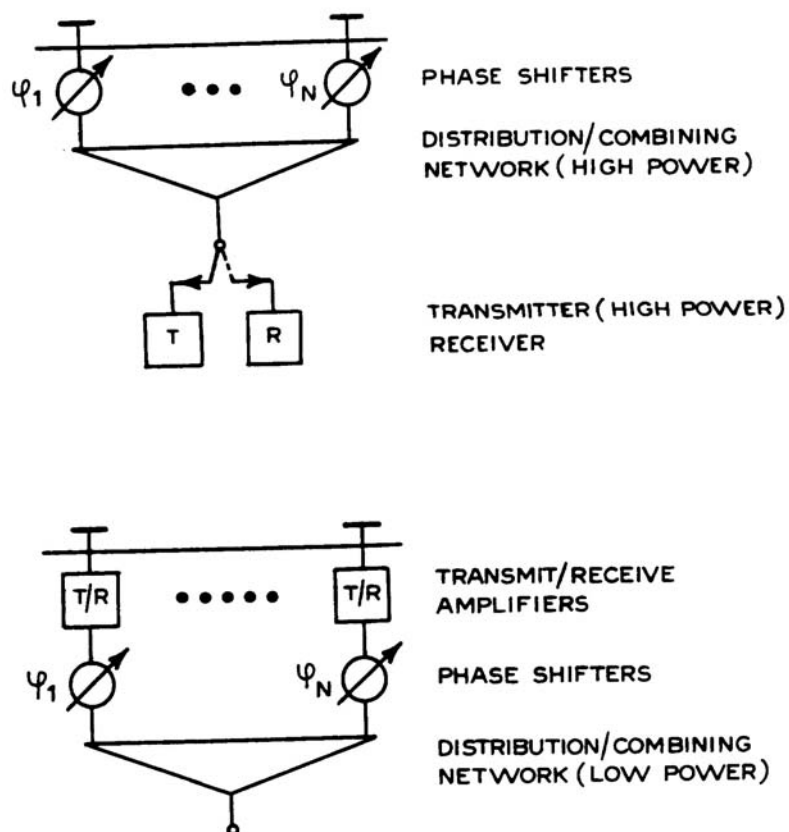 φ1
φN
PHASE SHIFTERS
DISTRIBUTION/COMBINING
NETWORK (HIGH POWER)
T
R
TRANSMITTER (HIGH POWER)
RECEIVER
T/R
T/R
TRANSMIT/RECEIVE
AMPLIFIERS
φ1
φN
PHASE SHIFTERS
DISTRIBUTION/COMBINING
NETWORK (LOW POWER)